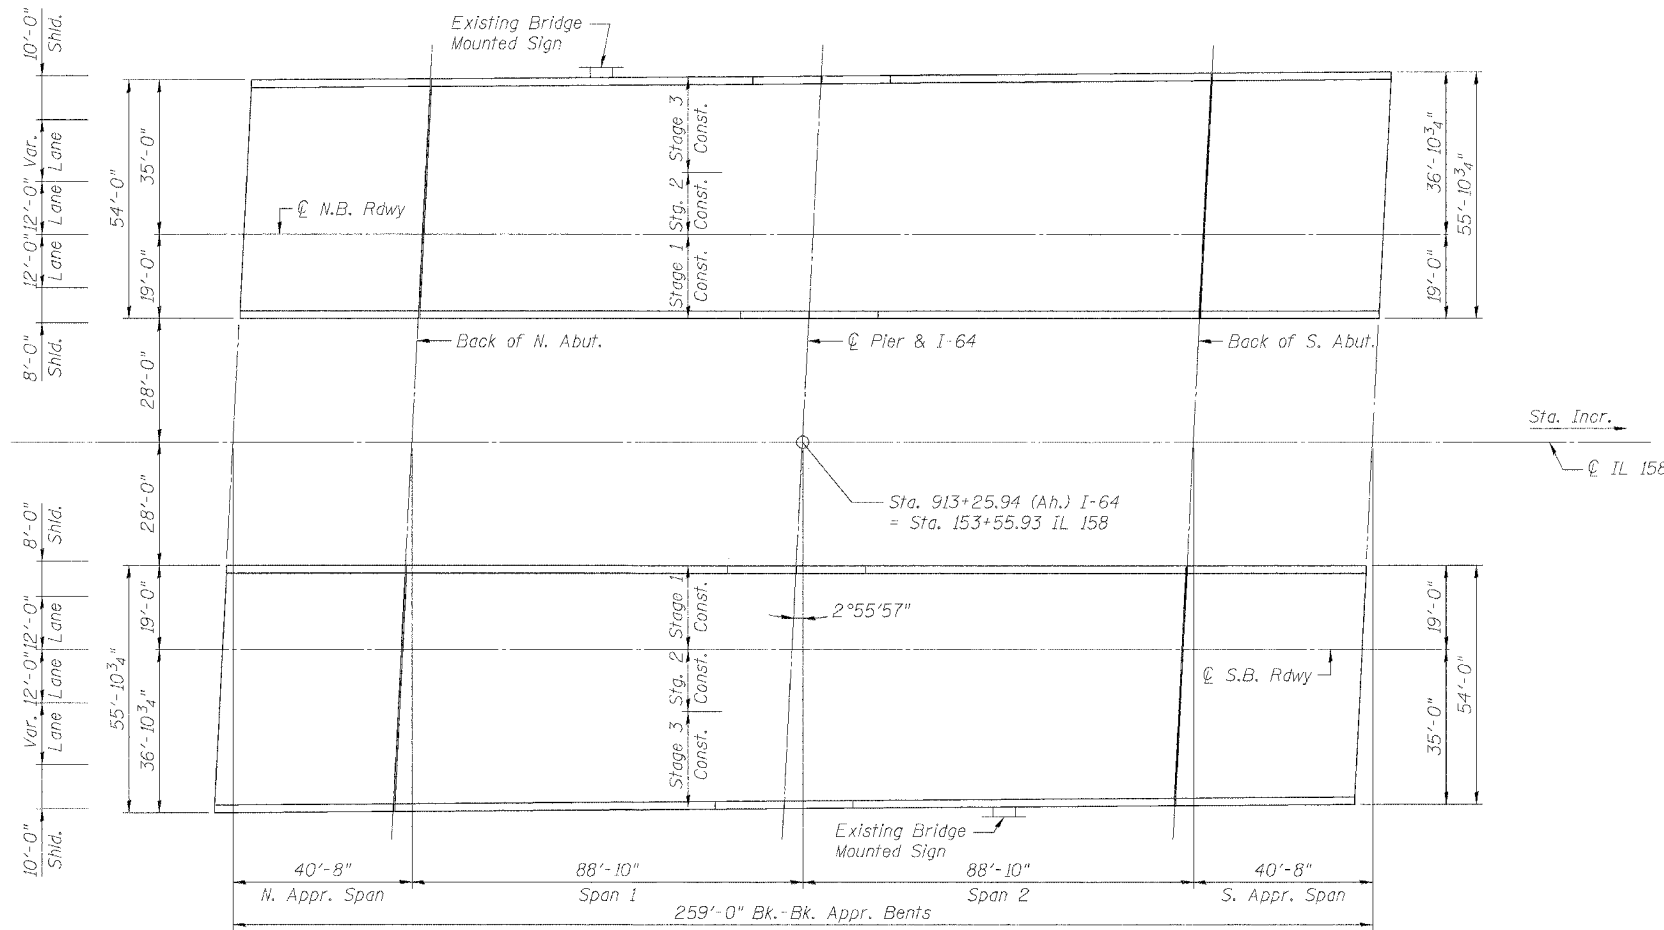 Existing Bridge
Mounted Sign
10'-0"
Shld.
Var.
Lane
12'-0"
Lane
12'-0"
Lane
8'-0"
Shld.
54'-0"
35'-0"
19'-0"
28'-0"
℄ N.B. Rdwy
Stage 3
Const.
Stg. 2
Const.
Stage 1
Const.
36'-10¾"
19'-0"
55'-10¾"
Back of N. Abut.
℄ Pier & I-64
Back of S. Abut.
Sta. Incr.
℄ IL 158
Sta. 913+25.94 (Ah.) I-64
= Sta. 153+55.93 IL 158
28'-0"
8'-0"
Shld.
12'-0"
Lane
12'-0"
Lane
Var.
Lane
10'-0"
Shld.
55'-10¾"
19'-0"
36'-10¾"
Stage 1
Const.
Stg. 2
Const.
Stage 3
Const.
2°55'57"
℄ S.B. Rdwy
19'-0"
35'-0"
54'-0"
Existing Bridge
Mounted Sign
40'-8"
88'-10"
88'-10"
40'-8"
N. Appr. Span
Span 1
Span 2
S. Appr. Span
259'-0" Bk.-Bk. Appr. Bents